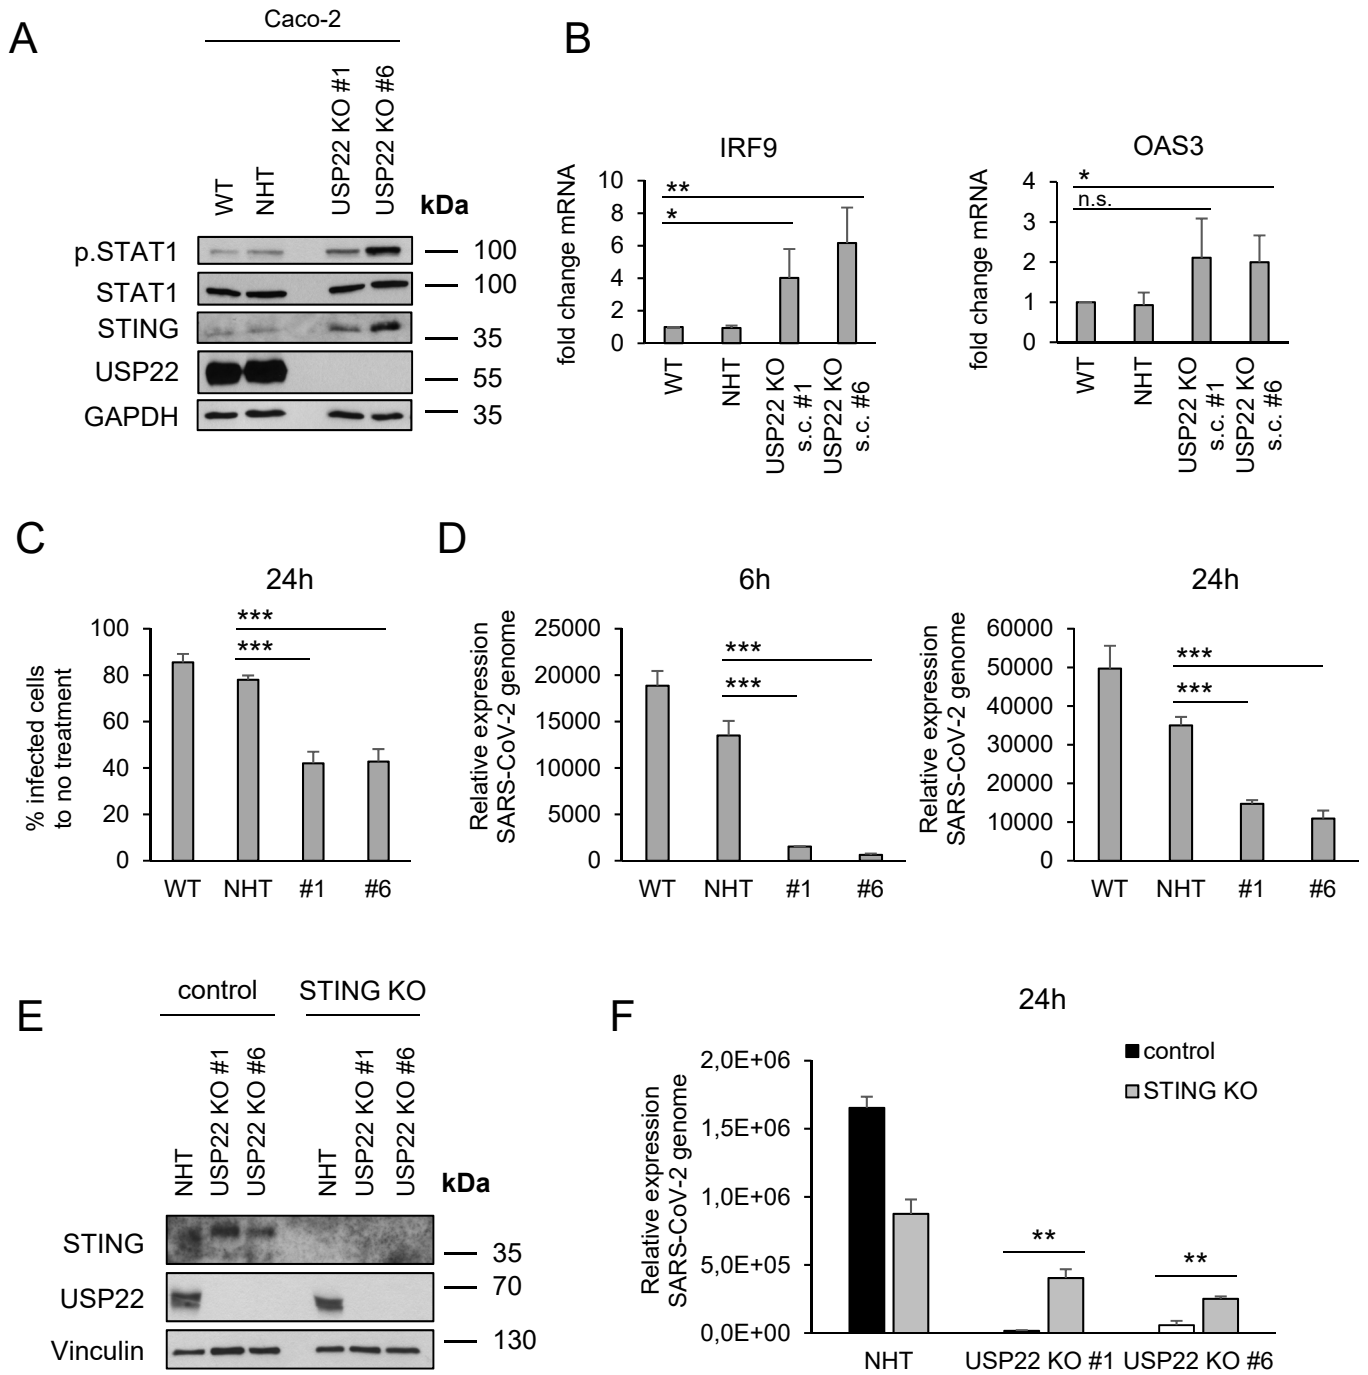 A
Caco-2
WT
NHT
USP22 KO #1
USP22 KO #6
kDa
p.STAT1
100
STAT1
100
STING
35
USP22
55
GAPDH
35
B
IRF9
fold change mRNA
10
8
6
4
2
0
**
*
WT
NHT
USP22 KO
s.c. #1
USP22 KO
s.c. #6
OAS3
fold change mRNA
4
3
2
1
0
*
n.s.
WT
NHT
USP22 KO
s.c. #1
USP22 KO
s.c. #6
C
24h
% infected cells
to no treatment
100
80
60
40
20
0
***
***
WT
NHT
#1
#6
D
6h
Relative expression
SARS-CoV-2 genome
25000
20000
15000
10000
5000
0
***
***
WT
NHT
#1
#6
24h
Relative expression
SARS-CoV-2 genome
60000
50000
40000
30000
20000
10000
0
***
***
WT
NHT
#1
#6
E
control
STING KO
NHT
USP22 KO #1
USP22 KO #6
NHT
USP22 KO #1
USP22 KO #6
kDa
STING
35
USP22
70
Vinculin
130
F
24h
control
STING KO
Relative expression
SARS-CoV-2 genome
2,0E+06
1,5E+06
1,0E+06
5,0E+05
0,0E+00
**
**
NHT
USP22 KO #1
USP22 KO #6